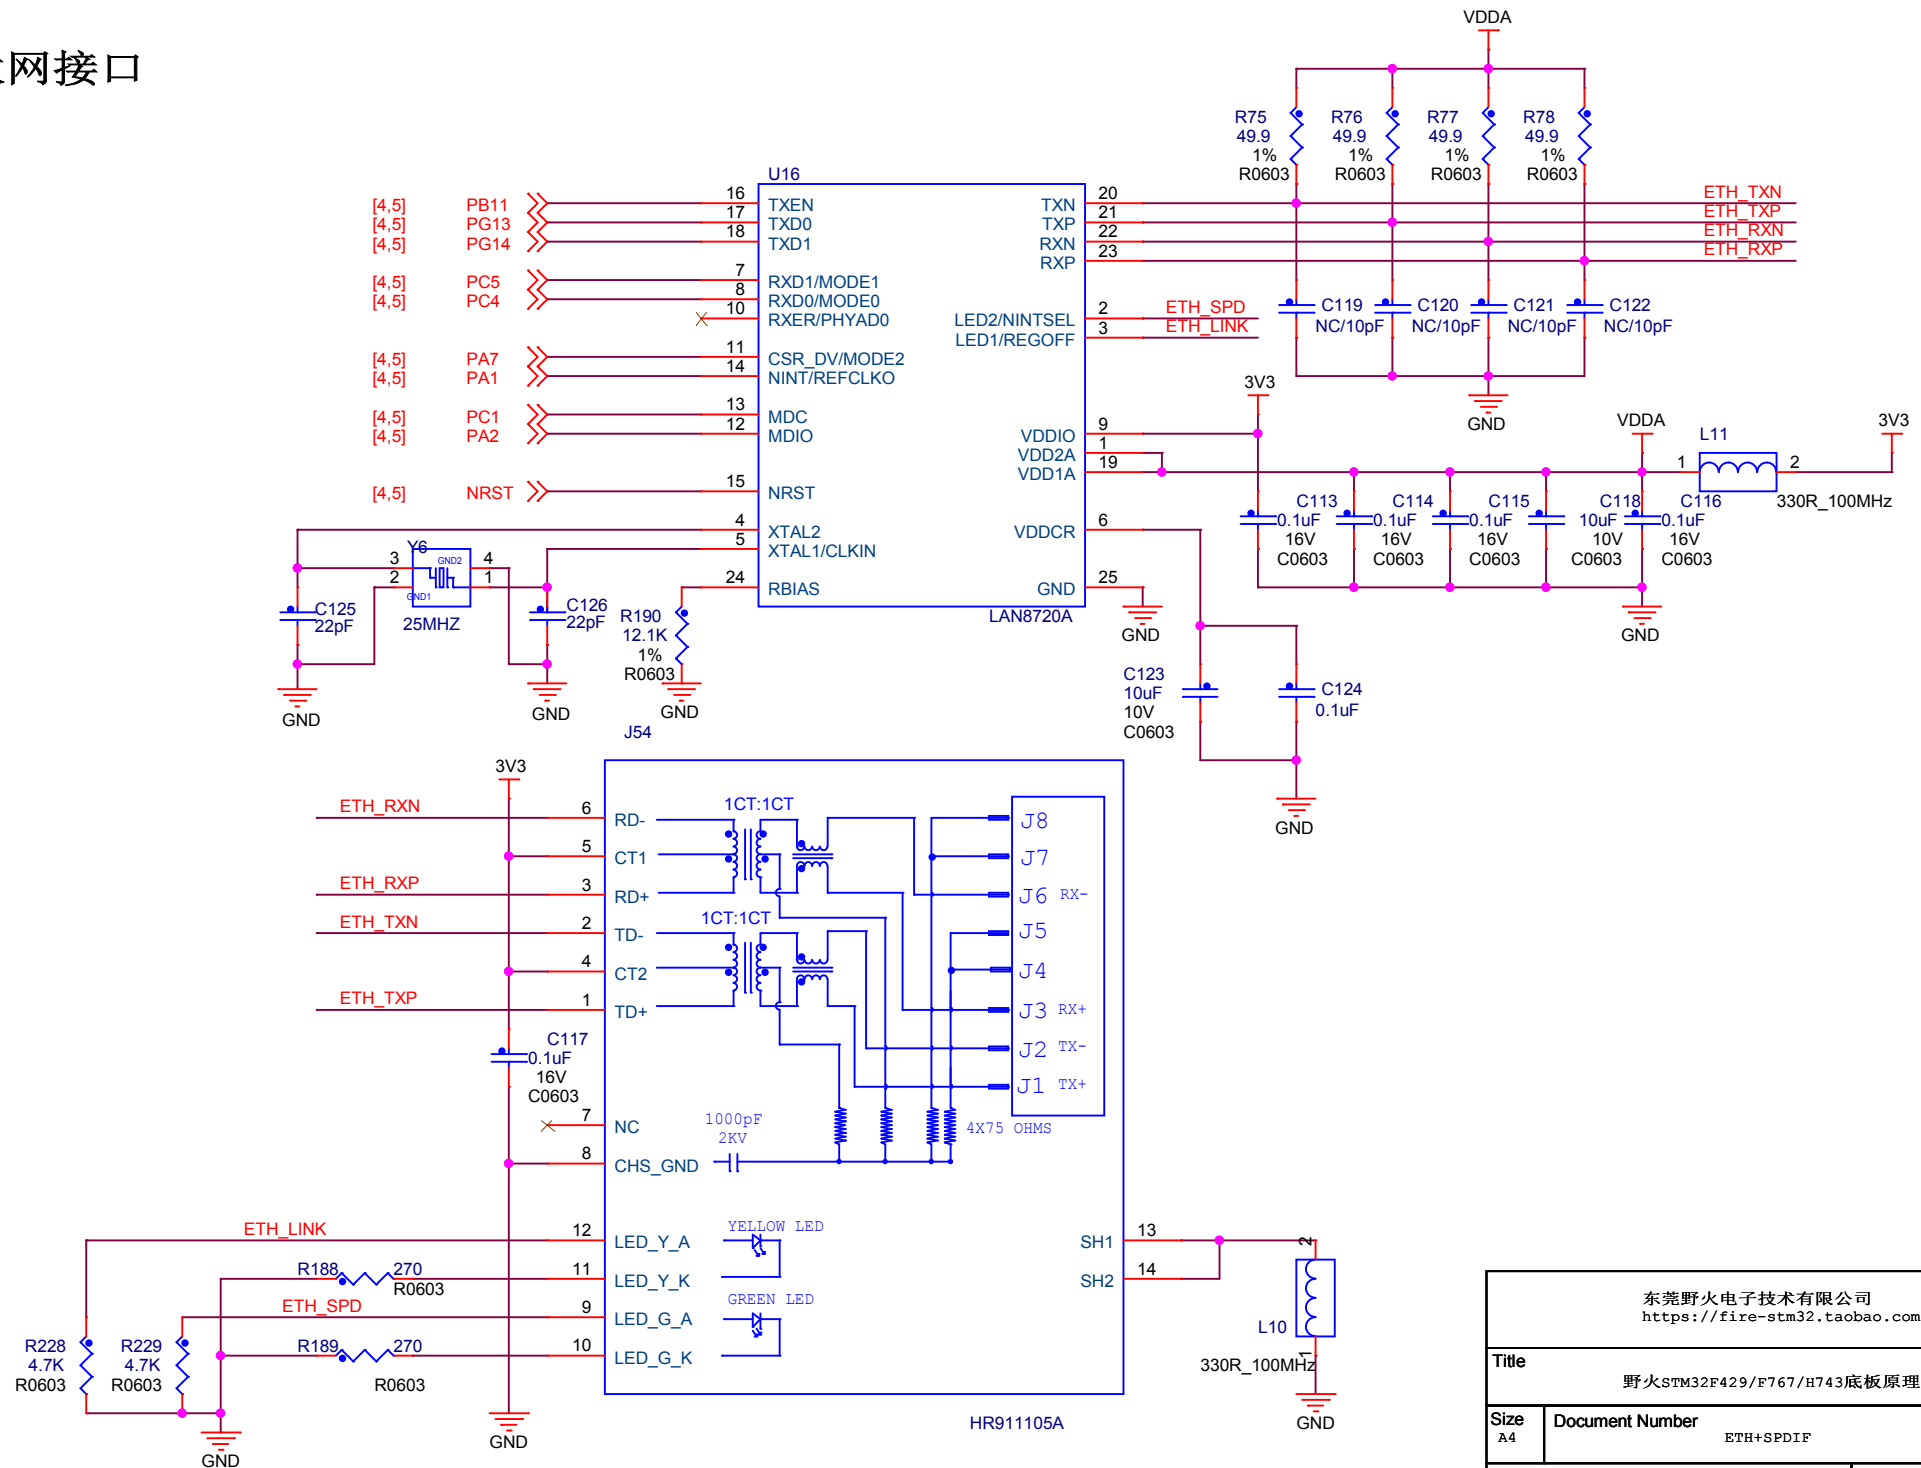 网接口
VDDA
R75
49.9
1%
R0603
R76
49.9
1%
R0603
R77
49.9
1%
R0603
R78
49.9
1%
R0603
U16
[4,5] PB11 16 TXEN
[4,5] PG13 17 TXD0
[4,5] PG14 18 TXD1
[4,5] PC5 7 RXD1/MODE1
[4,5] PC4 8 RXD0/MODE0
10 RXER/PHYAD0
[4,5] PA7 11 CSR_DV/MODE2
[4,5] PA1 14 NINT/REFCLKO
[4,5] PC1 13 MDC
[4,5] PA2 12 MDIO
[4,5] NRST 15 NRST
4 XTAL2
5 XTAL1/CLKIN
24 RBIAS
TXN 20 ETH_TXN
TXP 21 ETH_TXP
RXN 22 ETH_RXN
RXP 23 ETH_RXP
LED2/NINTSEL 2 ETH_SPD
LED1/REGOFF 3 ETH_LINK
VDDIO 9
VDD2A 1
VDD1A 19
VDDCR 6
GND 25
LAN8720A
GND
C119
NC/10pF
C120
NC/10pF
C121
NC/10pF
C122
NC/10pF
GND
3V3
VDDA
L11
1 2
330R_100MHz
3V3
C113
0.1uF
16V
C0603
C114
0.1uF
16V
C0603
C115
0.1uF
16V
C0603
C118
10uF
10V
C0603
C116
0.1uF
16V
C0603
GND
Y6
3 4
2 1
GND2
GND1
25MHZ
C125
22pF
C126
22pF
GND
GND
R190
12.1K
1%
R0603
GND
C123
10uF
10V
C0603
C124
0.1uF
GND
J54
3V3
ETH_RXN 6 RD-
5 CT1
ETH_RXP 3 RD+
ETH_TXN 2 TD-
4 CT2
ETH_TXP 1 TD+
C117
0.1uF
16V
C0603
7 NC
8 CHS_GND
1CT:1CT
1CT:1CT
J8
J7
J6 RX-
J5
J4
J3 RX+
J2 TX-
J1 TX+
1000pF
2KV
4X75 OHMS
ETH_LINK 12 LED_Y_A
YELLOW LED
R188 270
R0603
11 LED_Y_K
ETH_SPD 9 LED_G_A
GREEN LED
R189 270
R0603
10 LED_G_K
R228
4.7K
R0603
R229
4.7K
R0603
GND
GND
SH1 13
SH2 14
2
L10
1
330R_100MHz
GND
HR911105A
东莞野火电子技术有限公司
https://fire-stm32.taobao.com
Title
野火STM32F429/F767/H743底板原理
Size
A4
Document Number
ETH+SPDIF